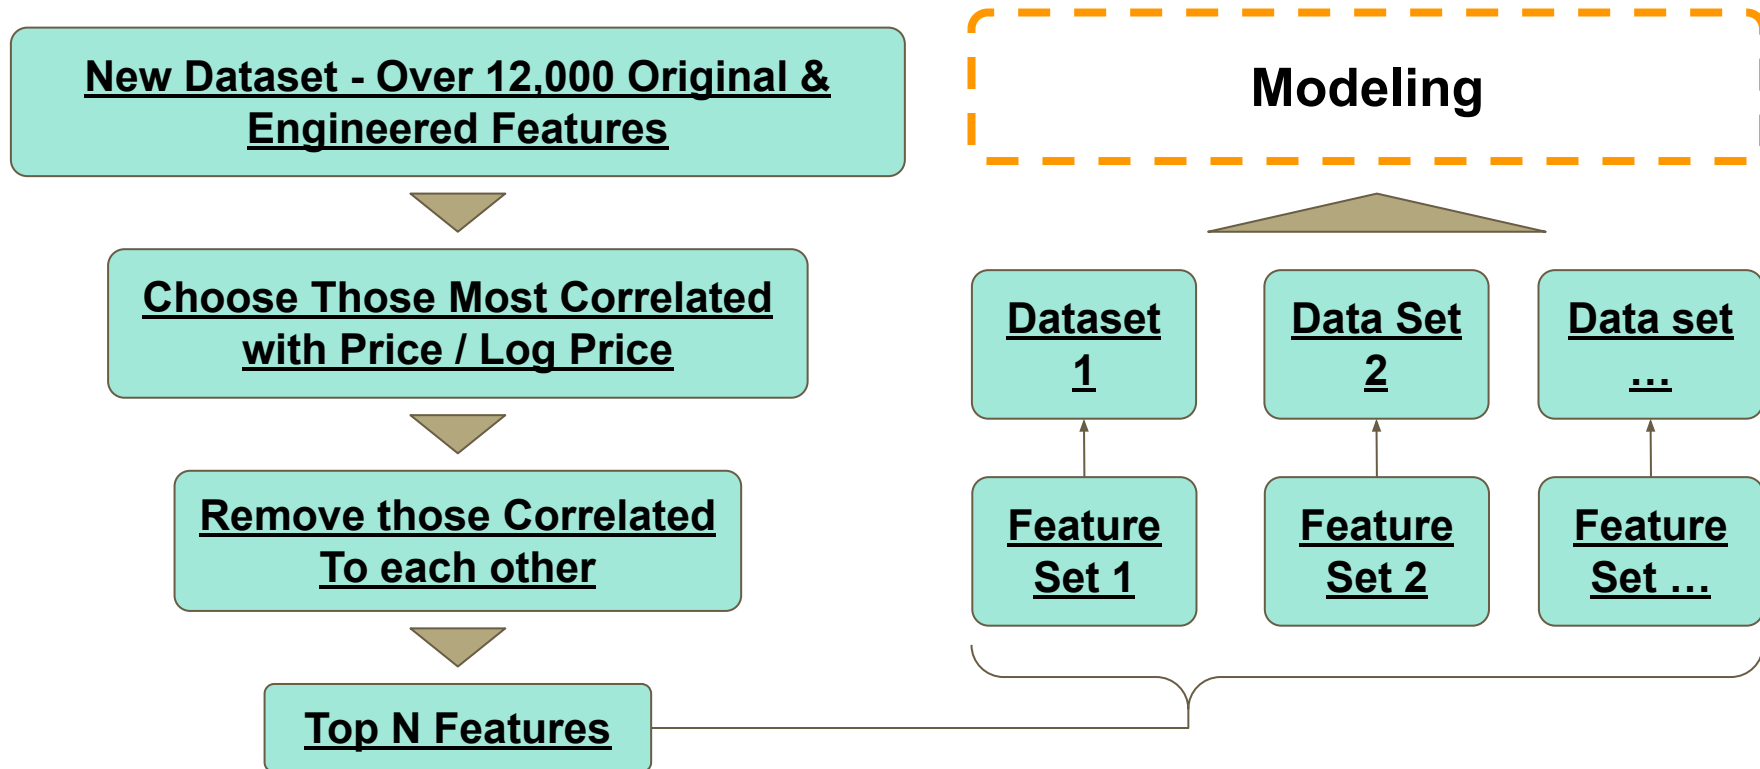 New Dataset - Over 12,000 Original &
Engineered Features
Choose Those Most Correlated
with Price / Log Price
Remove those Correlated
To each other
Top N Features
Modeling
Dataset
1
Data Set
2
Data set
…
Feature
Set 1
Feature
Set 2
Feature
Set …